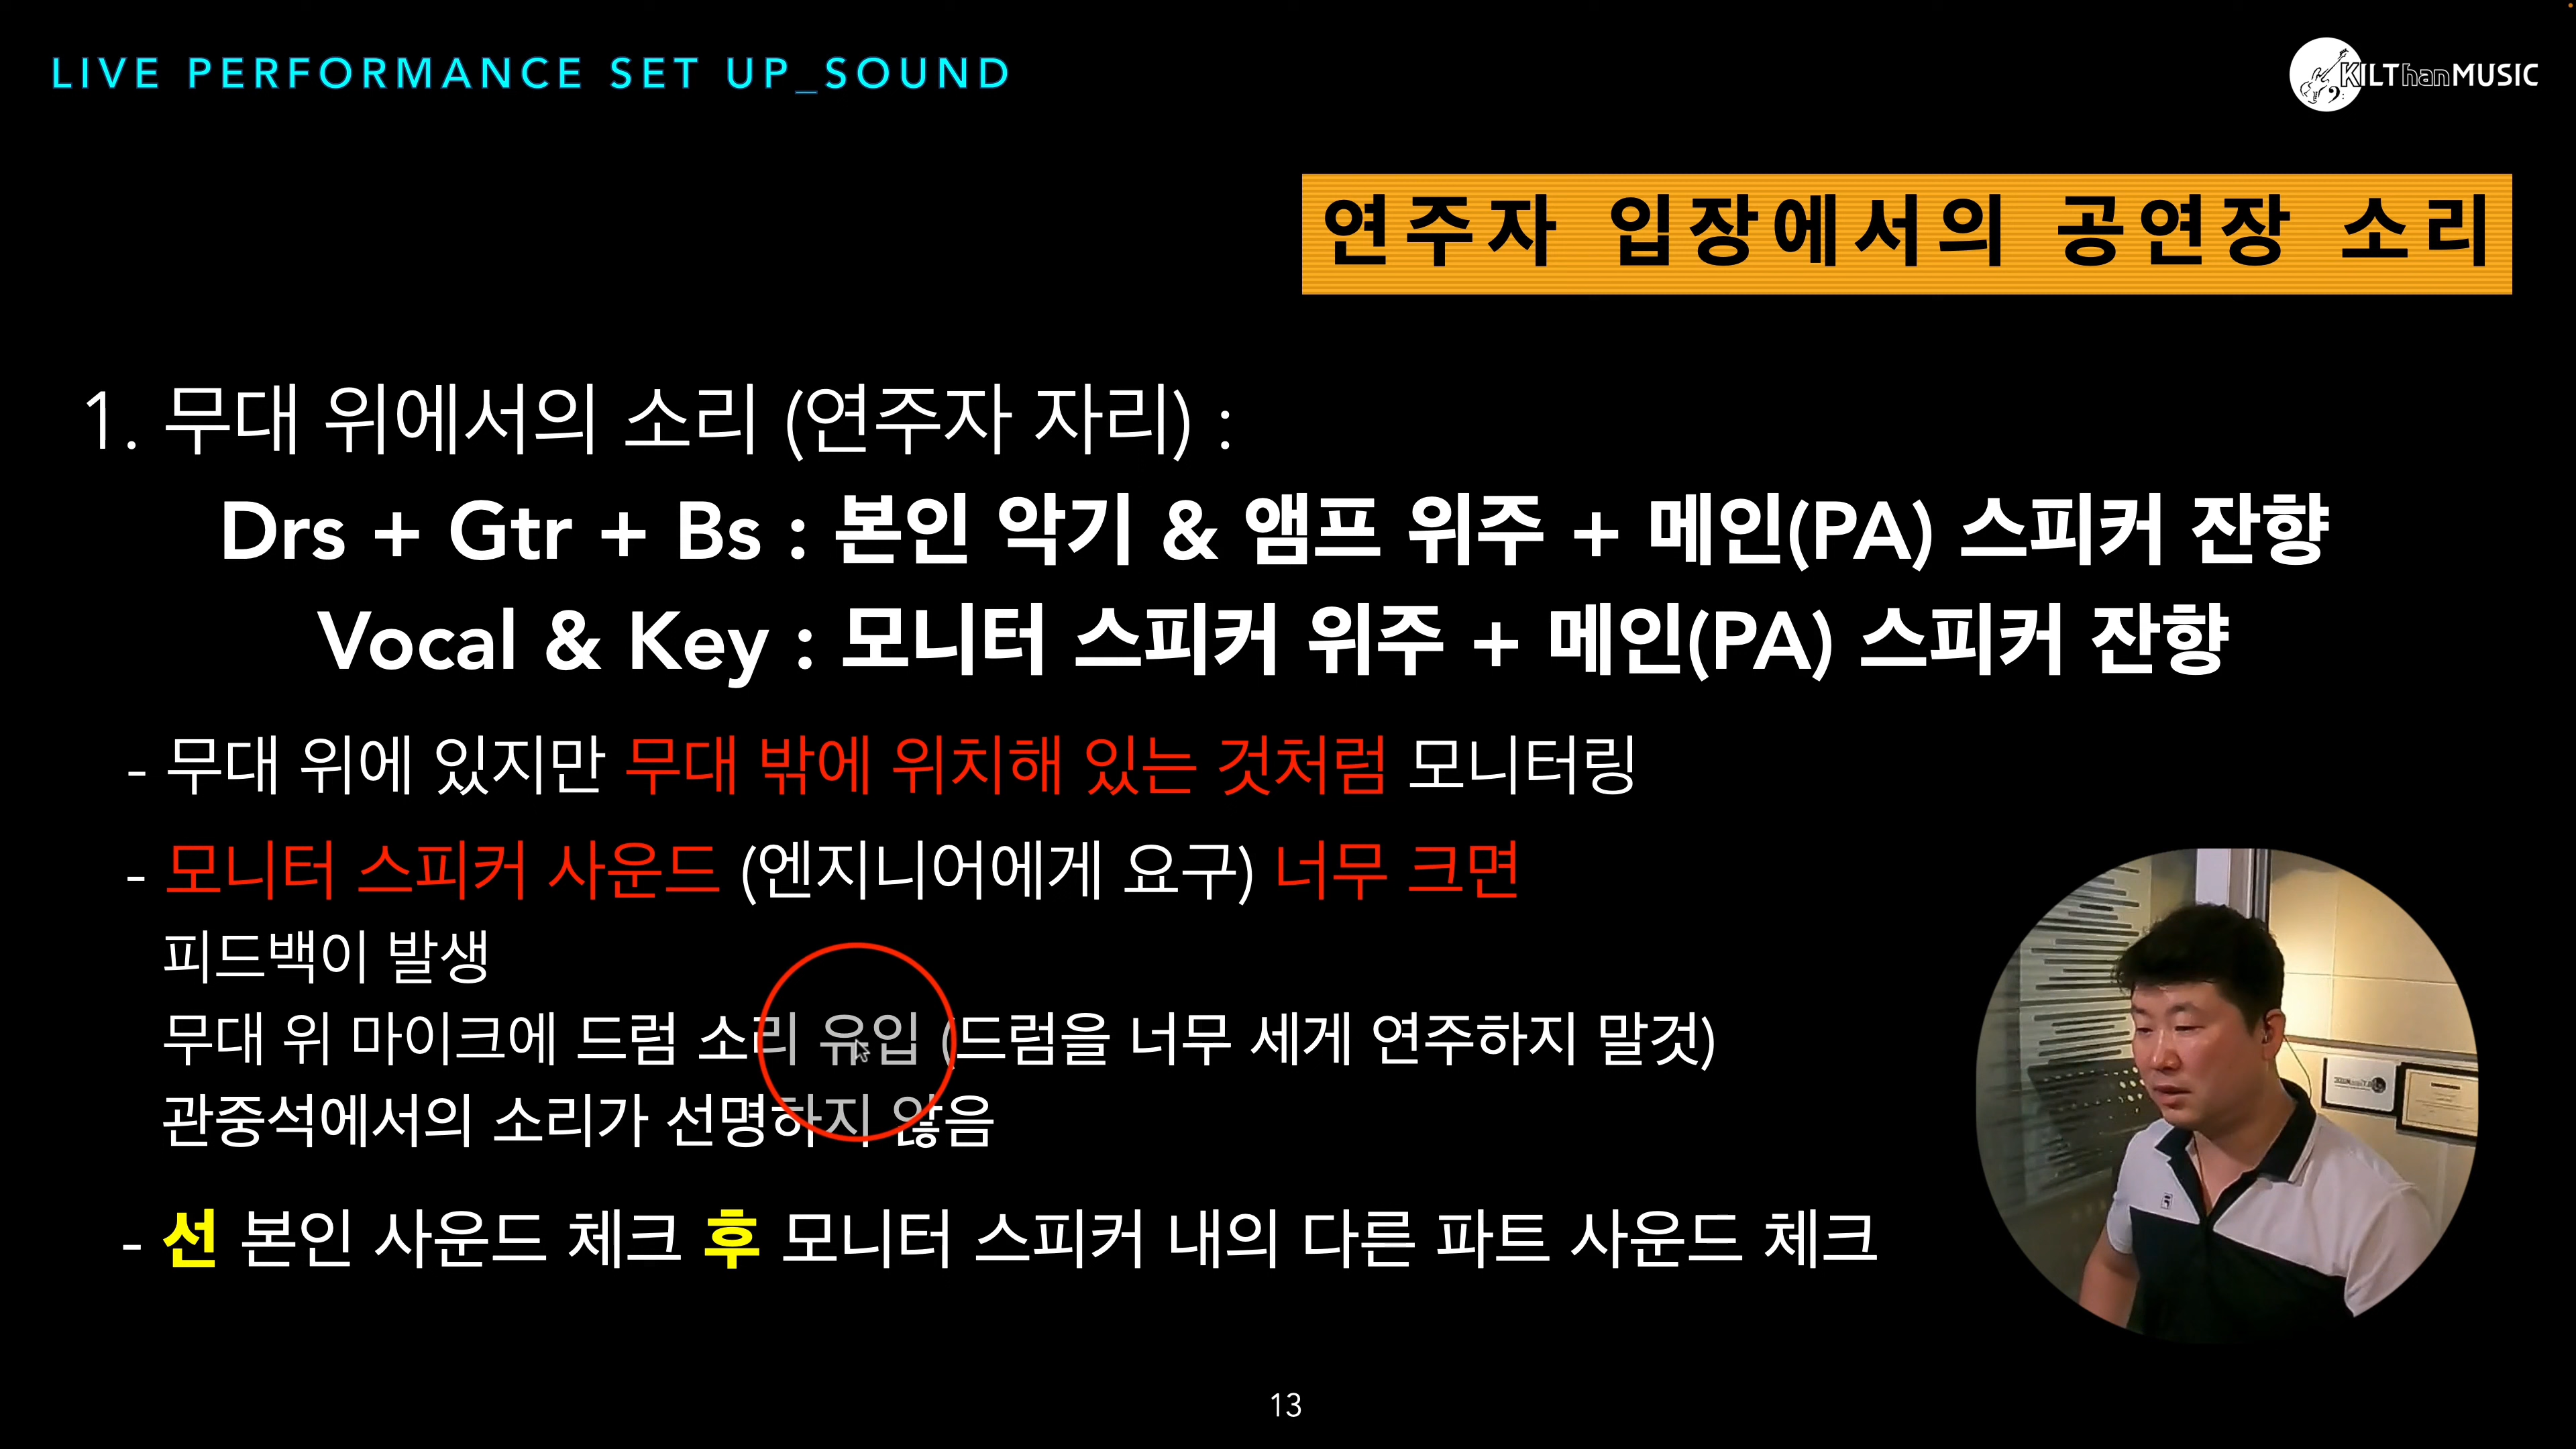 LIVE PERFORMANCE SET UP_SOUND
KILThanMUSIC
연주자 입장에서의 공연장 소리
1. 무대 위에서의 소리 (연주자 자리) :
Drs + Gtr + Bs : 본인 악기 & 앰프 위주 + 메인(PA) 스피커 잔향
Vocal & Key : 모니터 스피커 위주 + 메인(PA) 스피커 잔향
- 무대 위에 있지만 무대 밖에 위치해 있는 것처럼 모니터링
- 모니터 스피커 사운드 (엔지니어에게 요구) 너무 크면
피드백이 발생
무대 위 마이크에 드럼 소리 유입 (드럼을 너무 세게 연주하지 말것)
관중석에서의 소리가 선명하지 않음
- 선 본인 사운드 체크 후 모니터 스피커 내의 다른 파트 사운드 체크
13